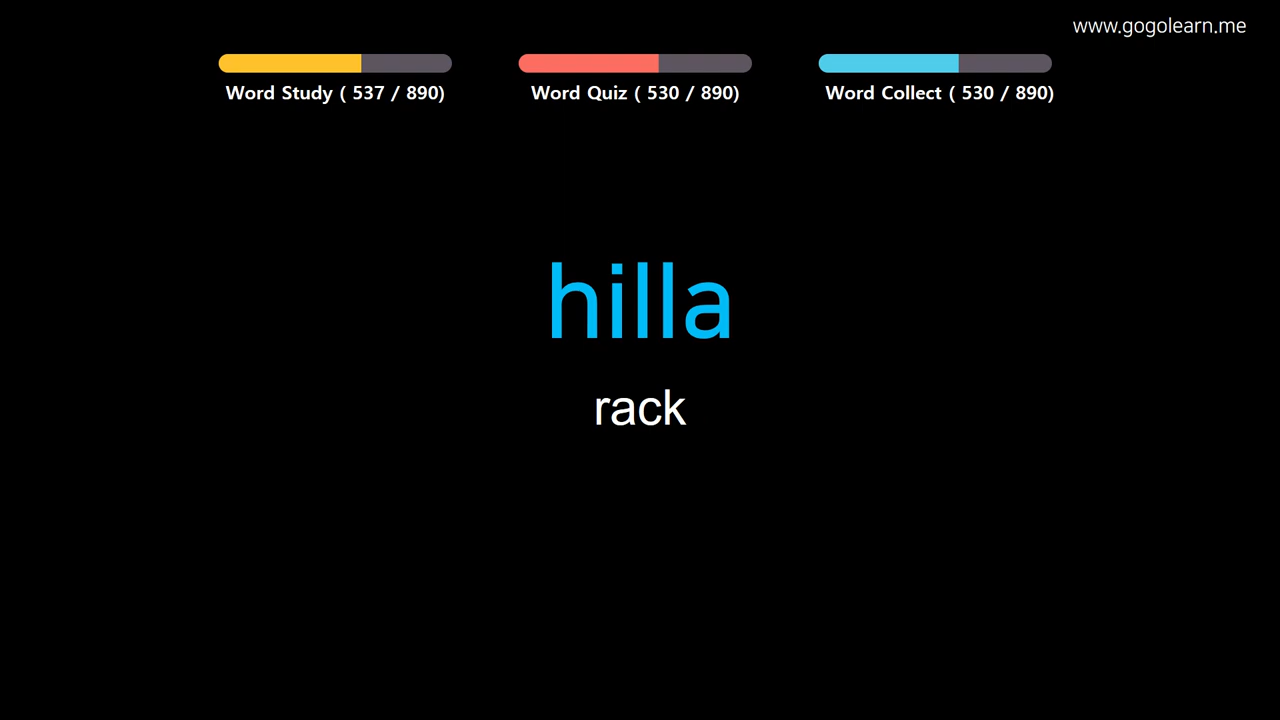 www.gogolearn.me
Word Study ( 537 / 890)
Word Quiz ( 530 / 890)
Word Collect ( 530 / 890)
hilla
rack